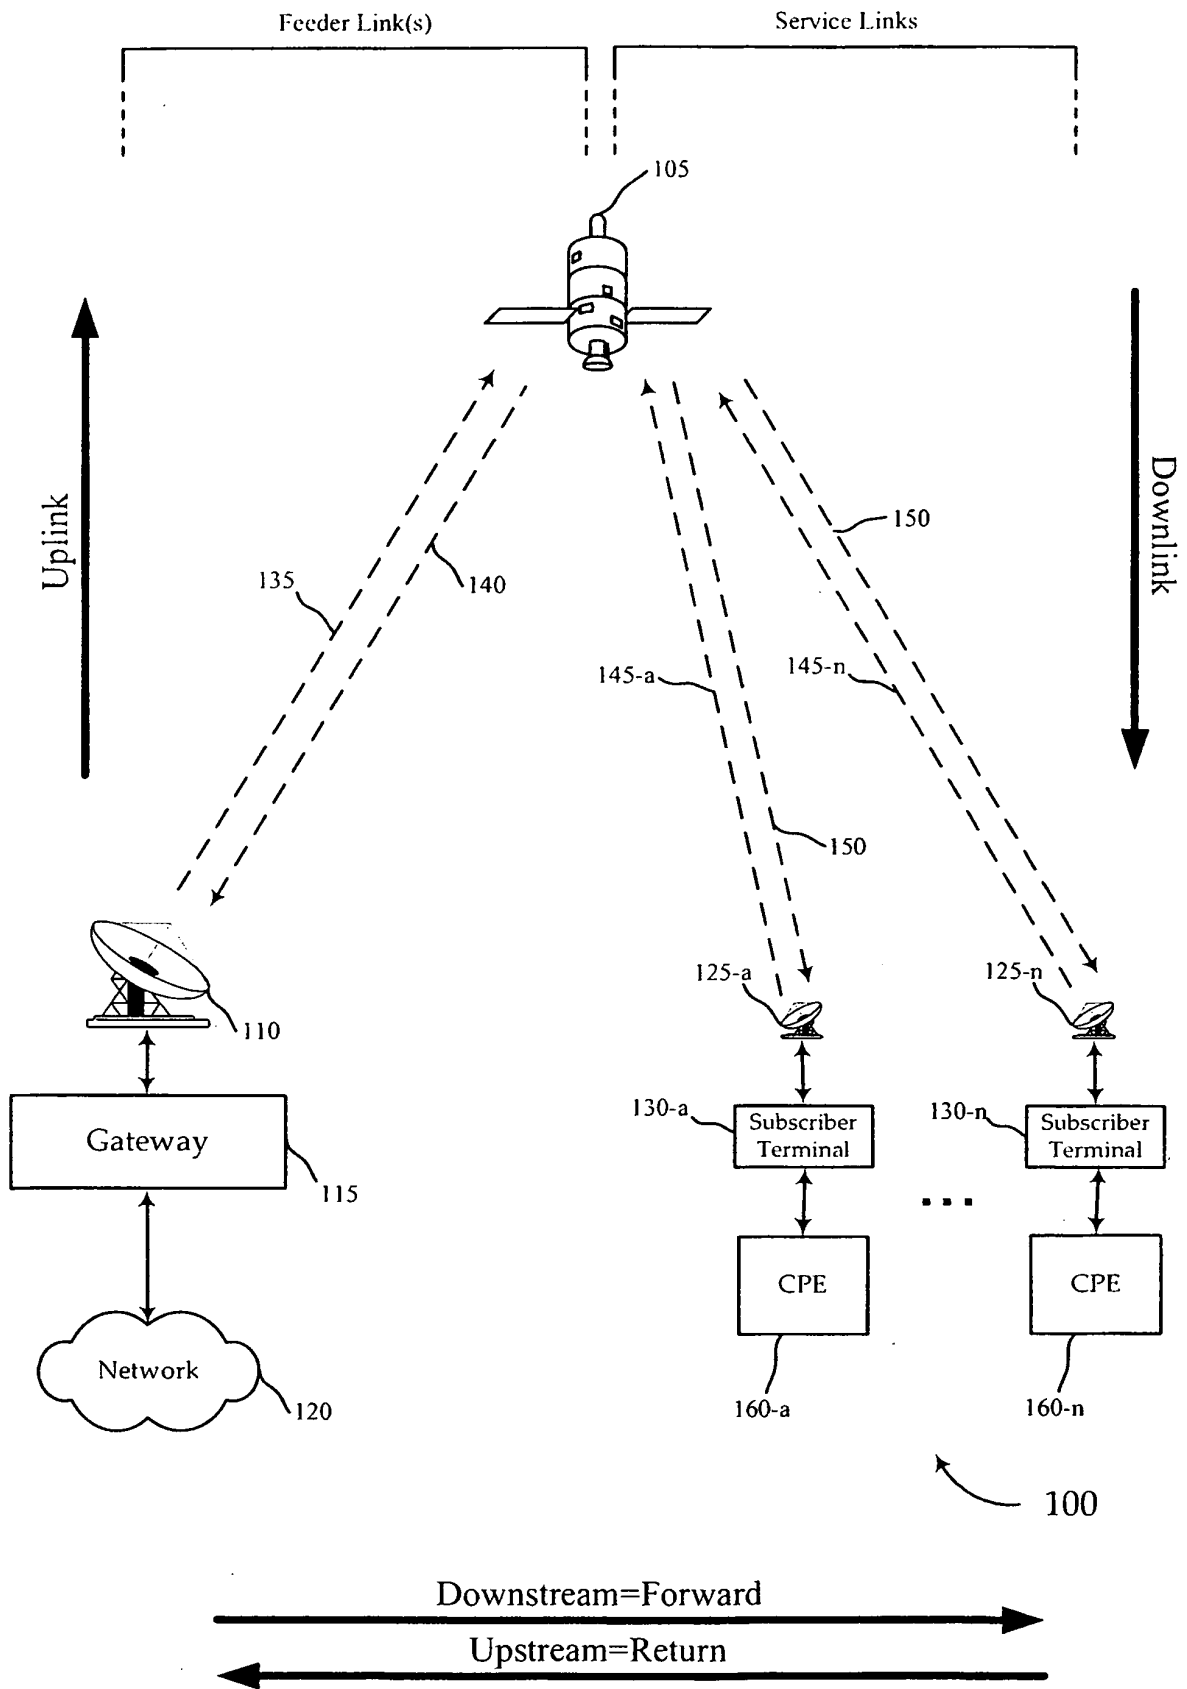 Feeder Link(s)
Service Links
105
Uplink
Downlink
150
135
140
145-a
145-n
150
125-a
125-n
110
130-a
Subscriber
Terminal
130-n
Subscriber
Terminal
Gateway
115
CPE
CPE
Network
120
160-a
160-n
100
Downstream=Forward
Upstream=Return